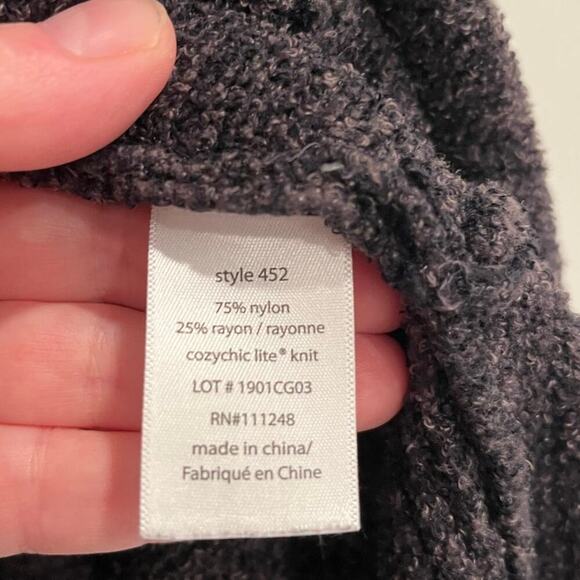 style 452
75% nylon
25% rayon / rayonne
cozychic lite® knit
LOT # 1901CG03
RN#111248
made in china/
Fabriqué en Chine